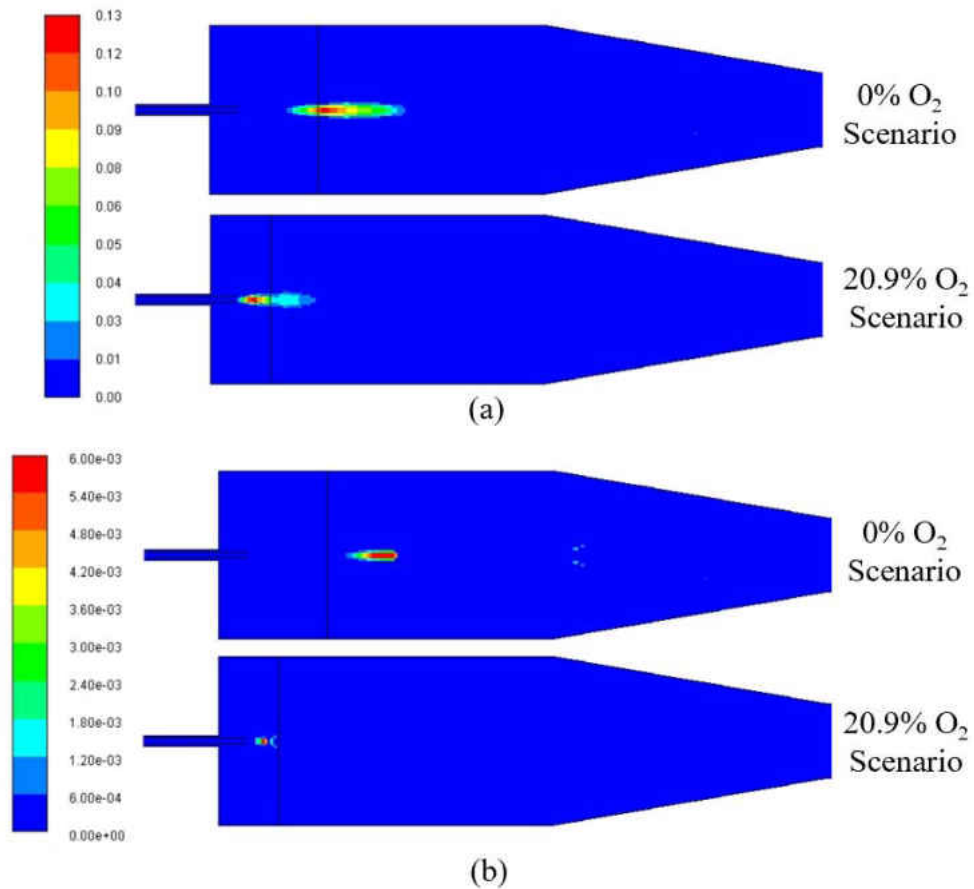 0.13
0.12
0.10
0.09
0.08
0.06
0.05
0.04
0.03
0.01
0.00
0% O₂
Scenario
20.9% O₂
Scenario
(a)
6.00e-03
5.40e-03
4.80e-03
4.20e-03
3.60e-03
3.00e-03
2.40e-03
1.80e-03
1.20e-03
6.00e-04
0.00e+00
0% O₂
Scenario
20.9% O₂
Scenario
(b)